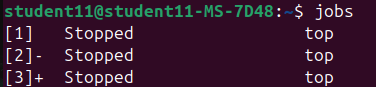 student11@student11-MS-7D48:~$ jobs
[1]   Stopped                 top
[2]-  Stopped                 top
[3]+  Stopped                 top